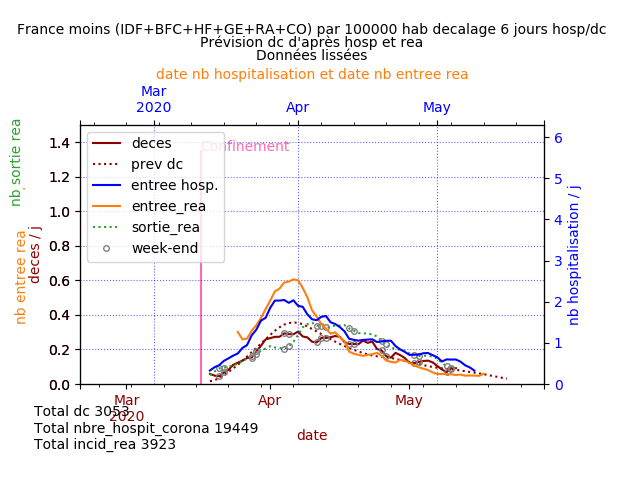 France moins (IDF+BFC+HF+GE+RA+CO) par 100000 hab decalage 6 jours hosp/dc
Prévision dc d'après hosp et rea
Données lissées
date nb hospitalisation et date nb entree rea
Mar
2020
Apr
May
nb sortie rea
nb entree rea
deces / j
1.4
1.2
1.0
0.8
0.6
0.4
0.2
0.0
Confinement
deces
prev dc
entree hosp.
entree_rea
sortie_rea
week-end
6
5
4
3
2
1
0
nb hospitalisation / j
Mar
2020
Apr
May
date
Total dc 3053
Total nbre_hospit_corona 19449
Total incid_rea 3923